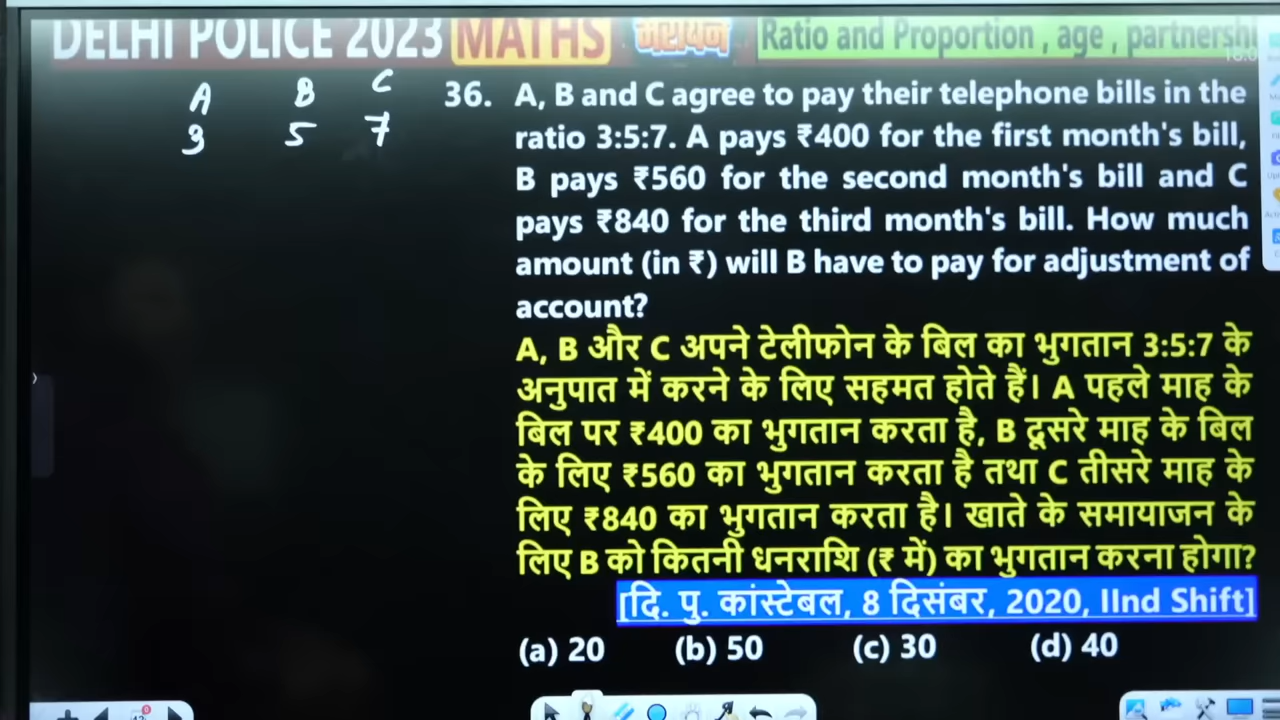 DELHI POLICE 2023 MATHS मैराथन Ratio and Proportion , age , partnershi
A B C
3 5 7
36. A, B and C agree to pay their telephone bills in the
ratio 3:5:7. A pays ₹400 for the first month's bill,
B pays ₹560 for the second month's bill and C
pays ₹840 for the third month's bill. How much
amount (in ₹) will B have to pay for adjustment of
account?
A, B और C अपने टेलीफोन के बिल का भुगतान 3:5:7 के
अनुपात में करने के लिए सहमत होते हैं। A पहले माह के
बिल पर ₹400 का भुगतान करता है, B दूसरे माह के बिल
के लिए ₹560 का भुगतान करता है तथा C तीसरे माह के
लिए ₹840 का भुगतान करता है। खाते के समायाजन के
लिए B को कितनी धनराशि (₹ में) का भुगतान करना होगा?
[दि. पु. कांस्टेबल, 8 दिसंबर, 2020, IInd Shift]
(a) 20 (b) 50 (c) 30 (d) 40